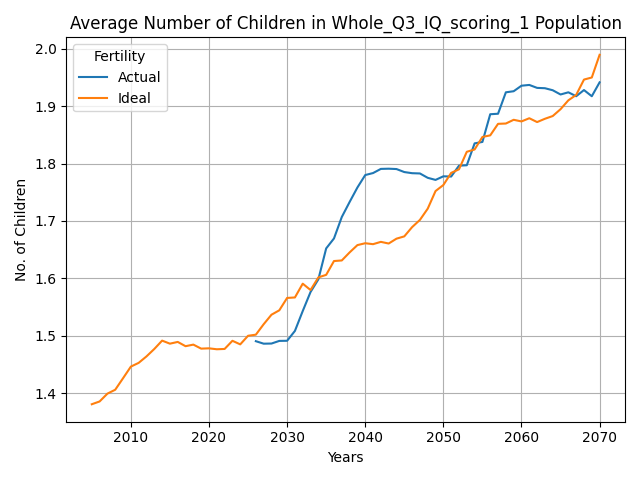 Average Number of Children in Whole_Q3_IQ_scoring_1 Population
Fertility
Actual
Ideal
No. of Children
2.0
1.9
1.8
1.7
1.6
1.5
1.4
2010 2020 2030 2040 2050 2060 2070
Years